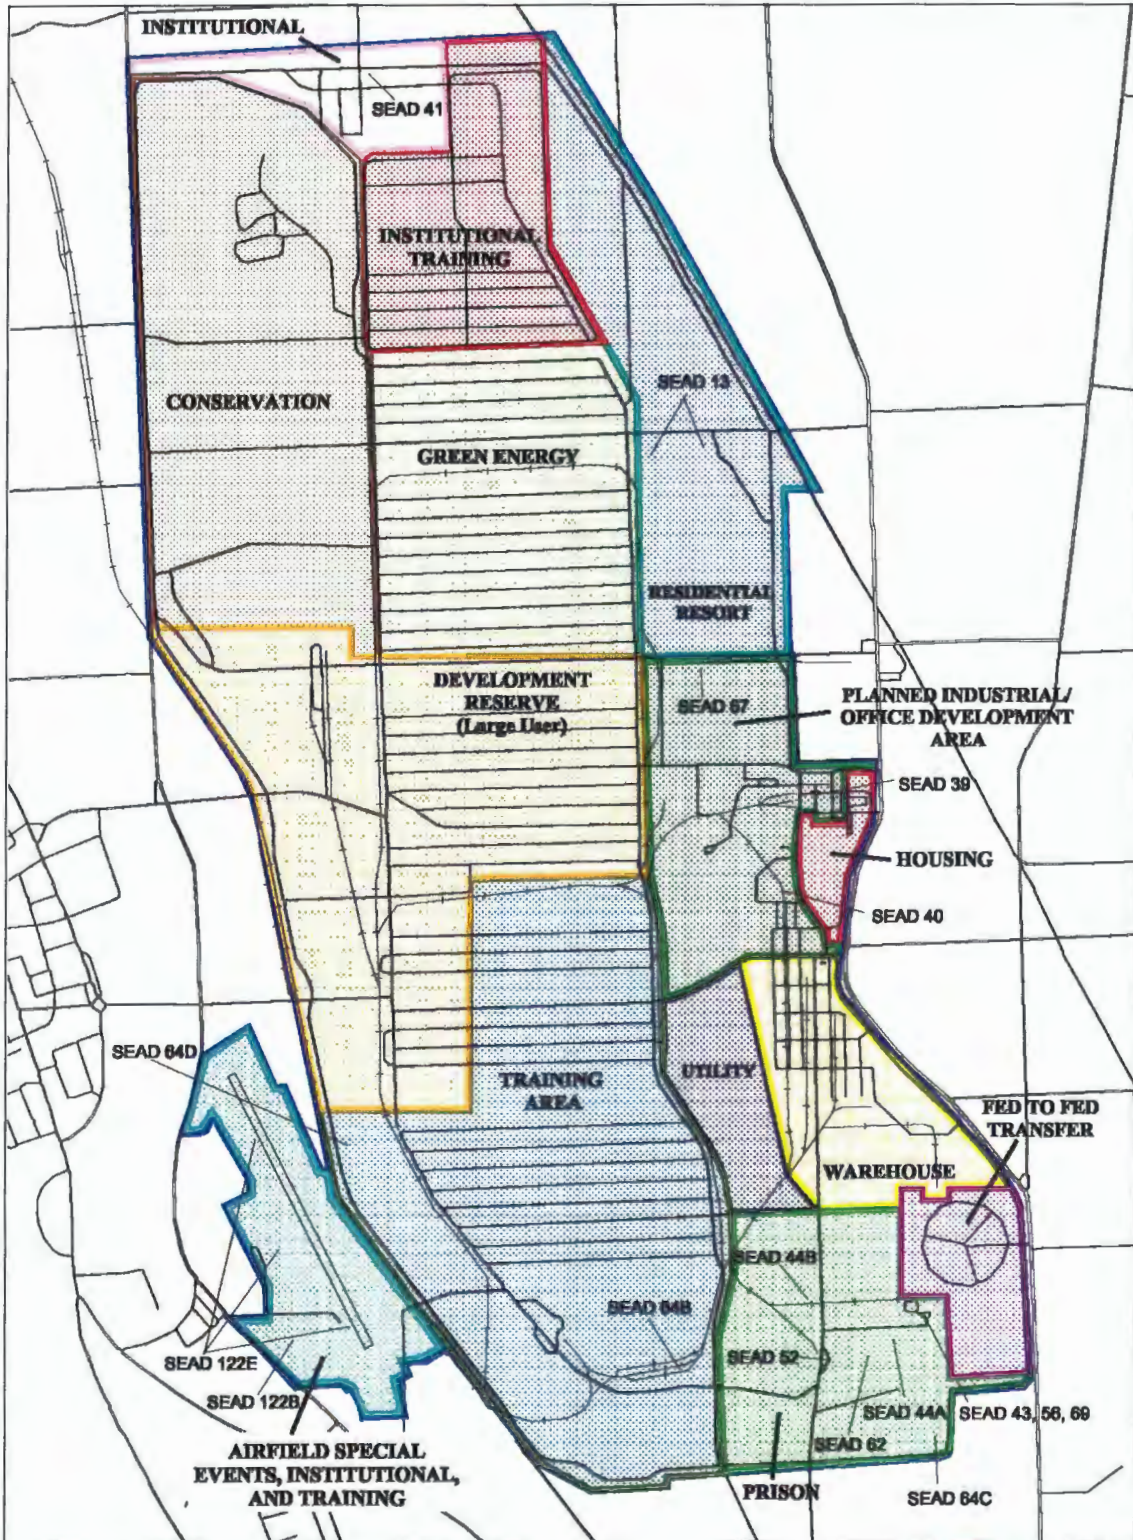 INSTITUTIONAL
SEAD 41
INSTITUTIONAL
TRAINING
SEAD 13
CONSERVATION
GREEN ENERGY
RESIDENTIAL
RESORT
DEVELOPMENT
RESERVE
(Large User)
SEAD 67
PLANNED INDUSTRIAL/
OFFICE DEVELOPMENT
AREA
SEAD 39
HOUSING
SEAD 40
SEAD 64D
TRAINING
AREA
UTILITY
FED TO FED
TRANSFER
WAREHOUSE
SEAD 44B
SEAD 64B
SEAD 52
SEAD 122E
SEAD 122B
SEAD 44A
SEAD 43, 56, 69
SEAD 62
AIRFIELD SPECIAL
EVENTS, INSTITUTIONAL,
AND TRAINING
PRISON
SEAD 64C